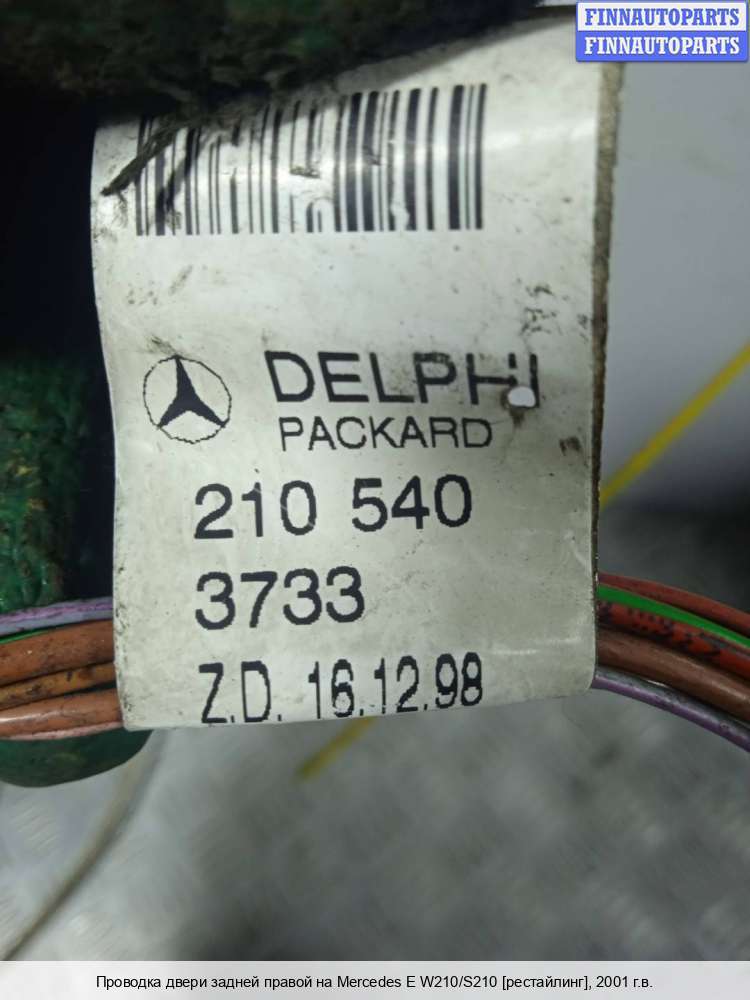 FINNAUTOPARTS
FINNAUTOPARTS
DELPHI
PACKARD
210 540
3733
Z.D. 16.12.98
Проводка двери задней правой на Mercedes E W210/S210 [рестайлинг], 2001 г.в.